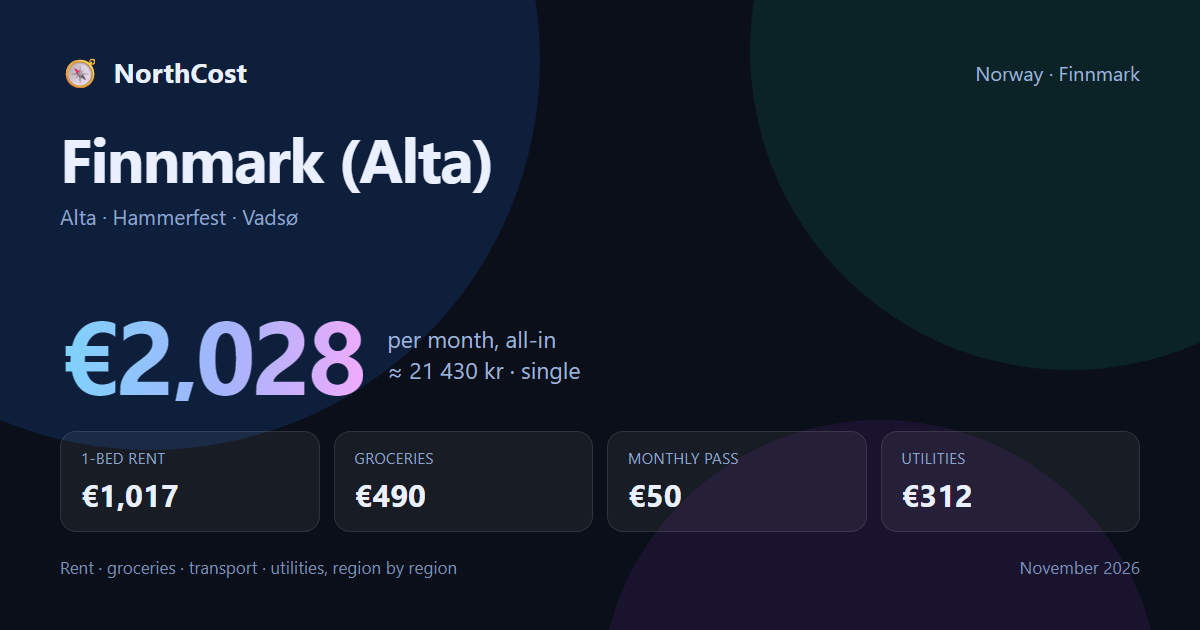 NorthCost
Norway · Finnmark
Finnmark (Alta)
Alta · Hammerfest · Vadsø
€2,028
per month, all-in
≈ 21 430 kr · single
1-BED RENT
€1,017
GROCERIES
€490
MONTHLY PASS
€50
UTILITIES
€312
Rent · groceries · transport · utilities, region by region
November 2026